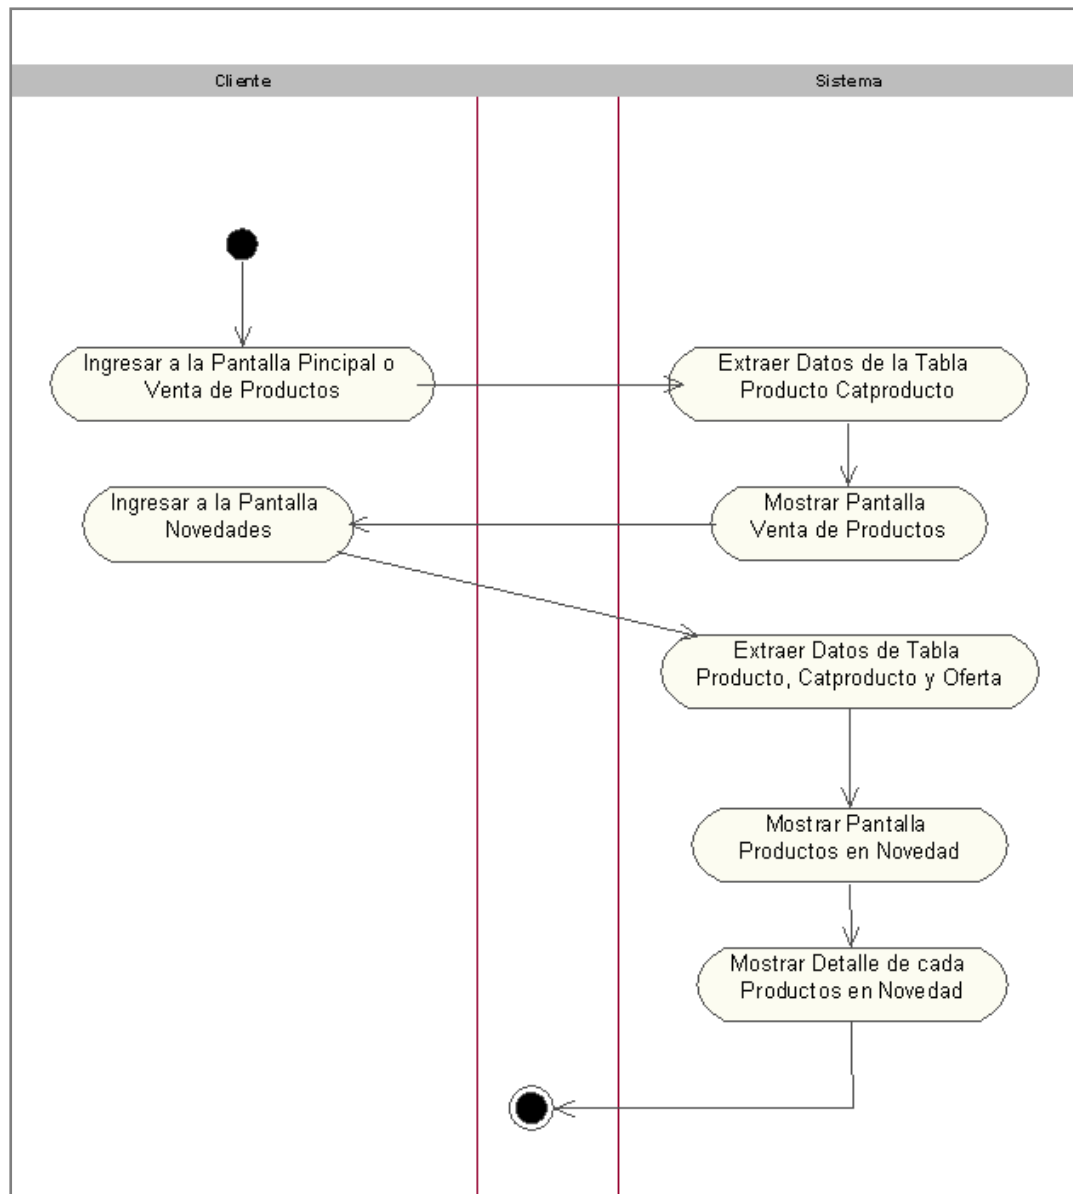 Cliente
Sistema
Ingresar a la Pantalla Pincipal o
Venta de Productos
Extraer Datos de la Tabla
Producto Catproducto
Ingresar a la Pantalla
Novedades
Mostrar Pantalla
Venta de Productos
Extraer Datos de Tabla
Producto, Catproducto y Oferta
Mostrar Pantalla
Productos en Novedad
Mostrar Detalle de cada
Productos en Novedad